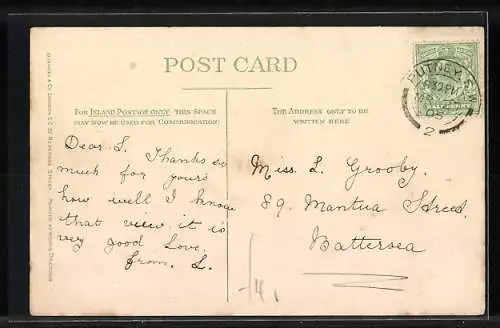 POST CARD
FOR INLAND POSTAGE ONLY THIS SPACE
MAY NOW BE USED FOR COMMUNICATION:
THE ADDRESS ONLY TO BE
WRITTEN HERE
Dear L. Thanks so
much for yours
how well I know
that view, it is
very good Love.
from. L.
Miss. L. Grooby.
89. Mantua Street.
Battersea
PUTNEY
2